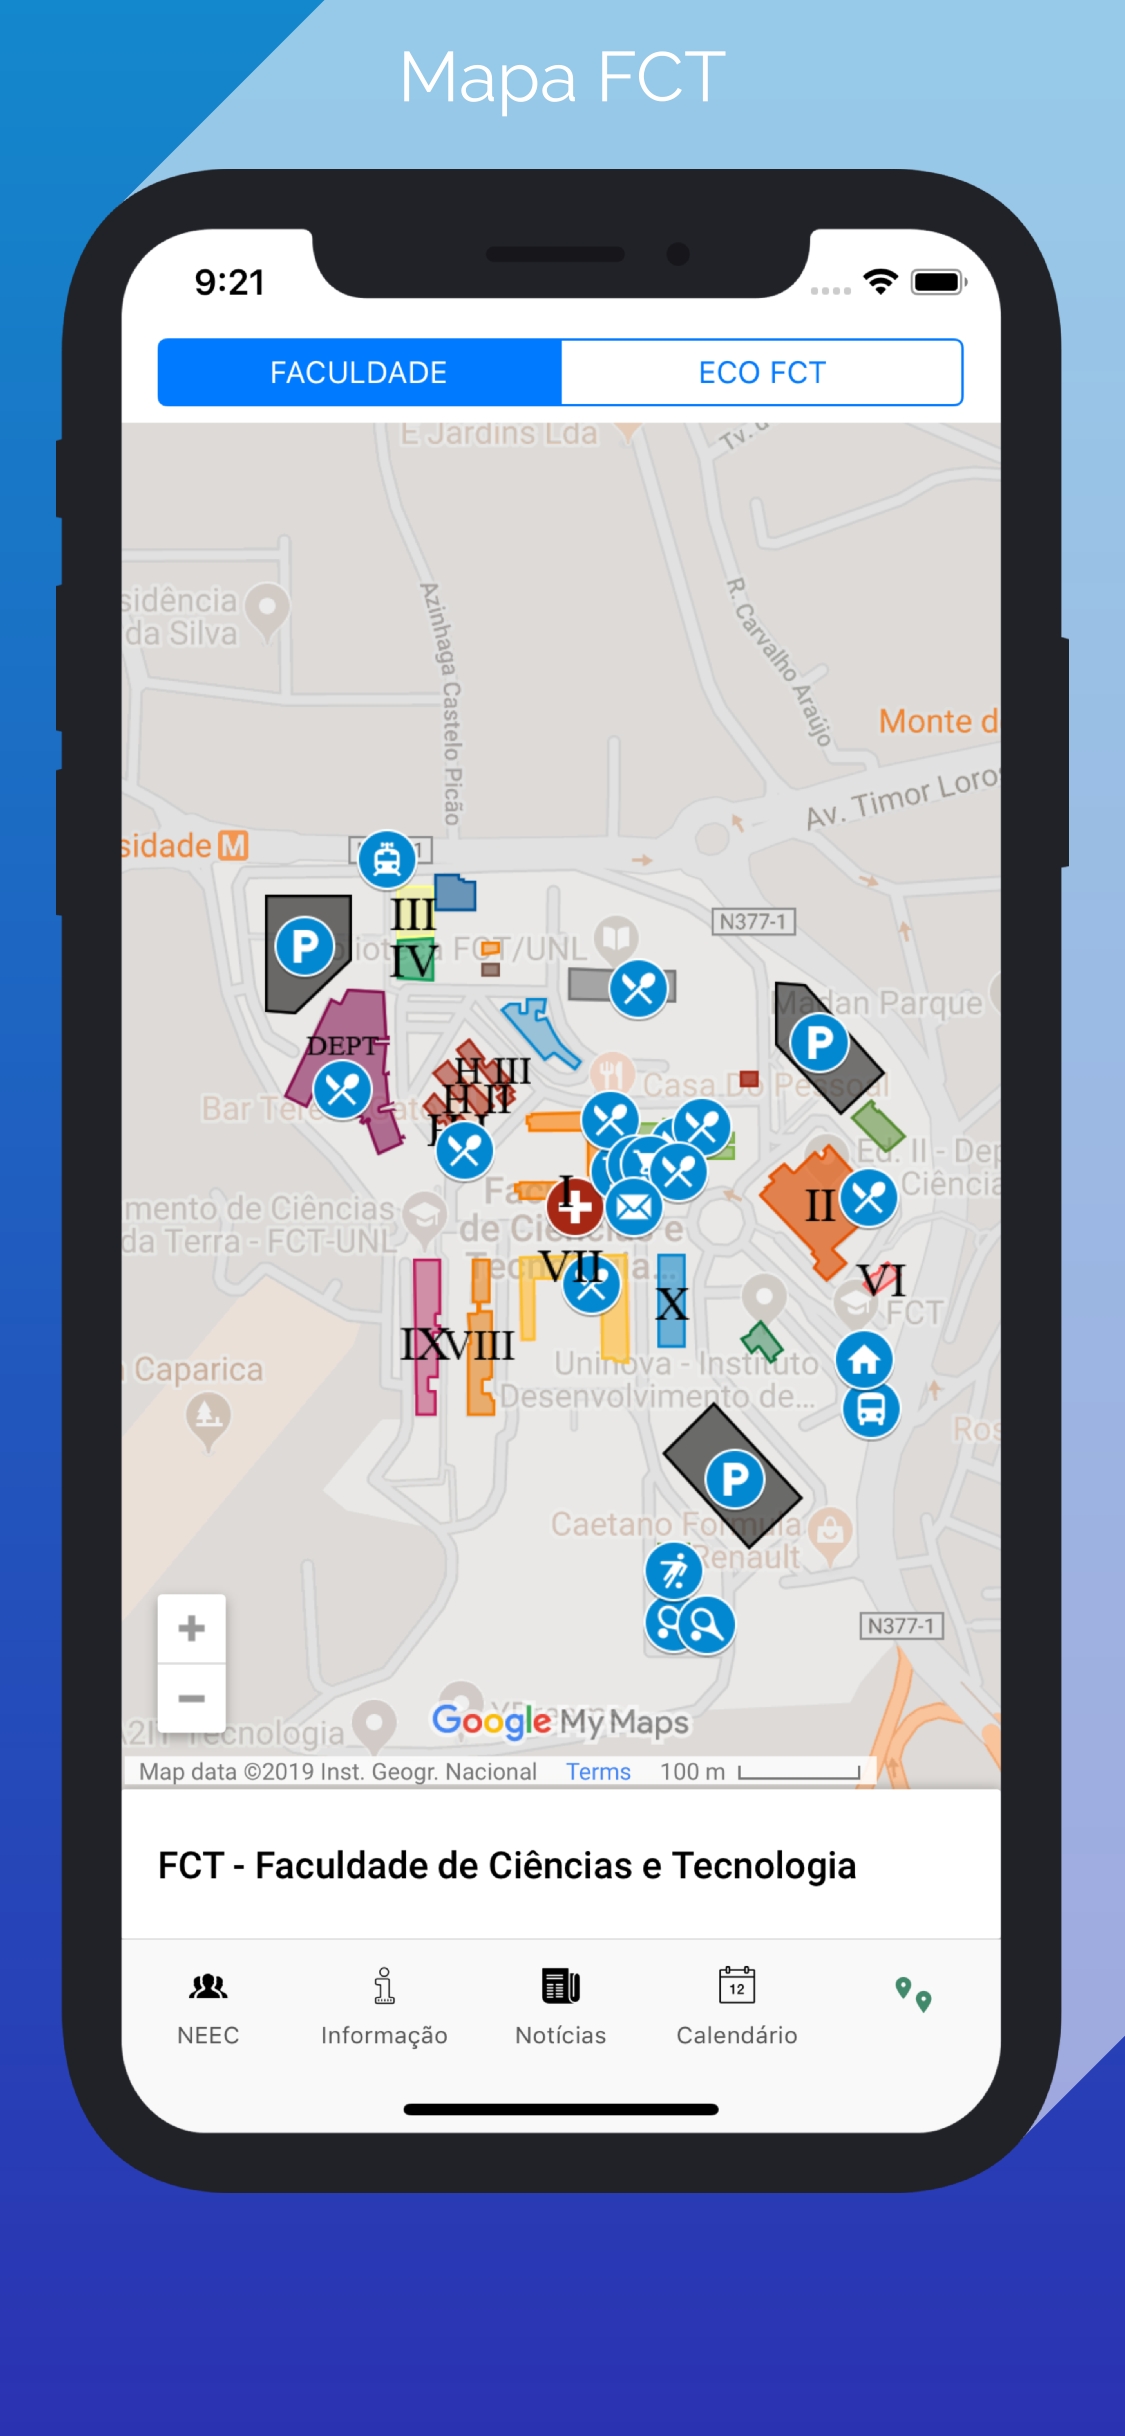 Mapa FCT
9:21
FACULDADE
ECO FCT
E Jardins Lda
Tv. d
sidência
da Silva
Azinhaga Castelo Picão
R. Carvalho Araújo
Monte d
Av. Timor Loros
sidade M
P
III
IV
FCT/UNL
N377-1
Madan Parque
P
DEPT
H III
H II
Casa Do Pessoal
Bar Tere
Ed. II - Dep
Ciência
I
II
mento de Ciências
da Terra - FCT-UNL
de Ciências e
VII
VI
FCT
X
IX
VIII
Uninova - Instituto
Desenvolvimento de...
Caparica
Ros
P
Caetano Formula
Renault
N377-1
+
−
Tecnologia
Google My Maps
Map data ©2019 Inst. Geogr. Nacional
Terms
100 m
FCT - Faculdade de Ciências e Tecnologia
12
NEEC
Informação
Notícias
Calendário